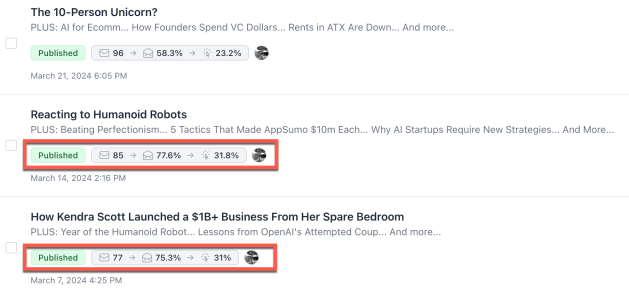 The 10-Person Unicorn?
PLUS: AI for Ecomm... How Founders Spend VC Dollars... Rents in ATX Are Down... And more...
Published 96 → 58.3% → 23.2%
March 21, 2024 6:05 PM
Reacting to Humanoid Robots
PLUS: Beating Perfectionism... 5 Tactics That Made AppSumo $10m Each... Why AI Startups Require New Strategies... And More...
Published 85 → 77.6% → 31.8%
March 14, 2024 2:16 PM
How Kendra Scott Launched a $1B+ Business From Her Spare Bedroom
PLUS: Year of the Humanoid Robot... Lessons from OpenAI's Attempted Coup... And more...
Published 77 → 75.3% → 31%
March 7, 2024 4:25 PM